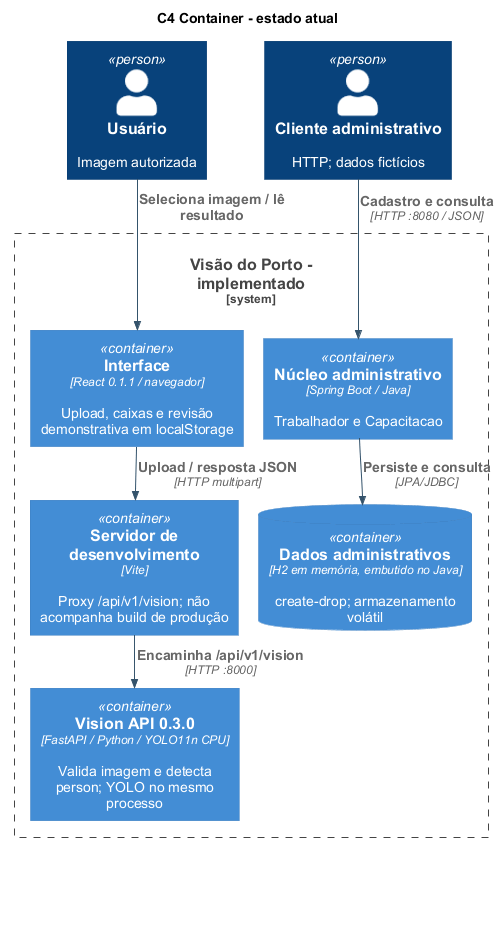 C4 Container - estado atual
«person»
Usuário
Imagem autorizada
«person»
Cliente administrativo
HTTP; dados fictícios
Seleciona imagem / lê
resultado
Cadastro e consulta
[HTTP :8080 / JSON]
Visão do Porto -
implementado
[system]
«container»
Interface
[React 0.1.1 / navegador]
Upload, caixas e revisão
demonstrativa em localStorage
«container»
Núcleo administrativo
[Spring Boot / Java]
Trabalhador e Capacitacao
Upload / resposta JSON
[HTTP multipart]
Persiste e consulta
[JPA/JDBC]
«container»
Servidor de
desenvolvimento
[Vite]
Proxy /api/v1/vision; não
acompanha build de produção
«container»
Dados administrativos
[H2 em memória, embutido no Java]
create-drop; armazenamento
volátil
Encaminha /api/v1/vision
[HTTP :8000]
«container»
Vision API 0.3.0
[FastAPI / Python / YOLO11n CPU]
Valida imagem e detecta
person; YOLO no mesmo
processo